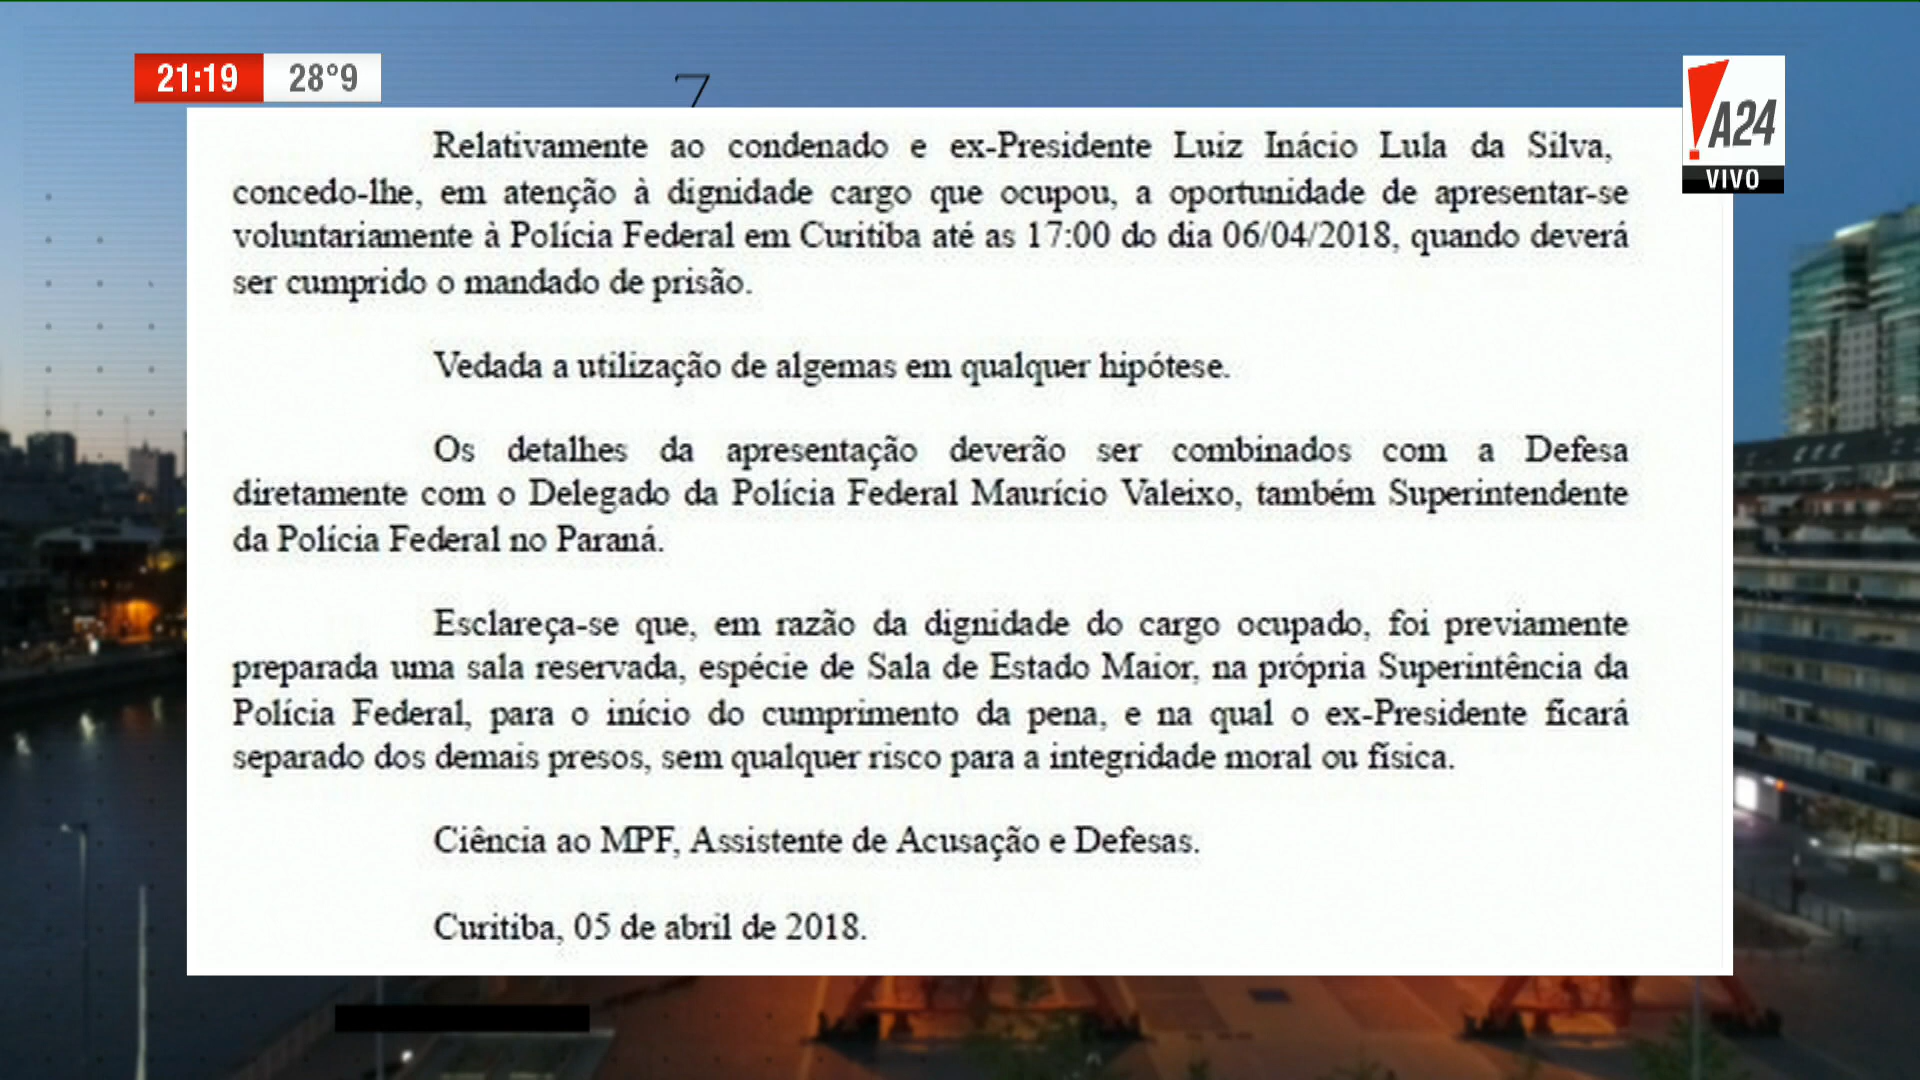 21:19 28°9
7
A24
VIVO
Relativamente ao condenado e ex-Presidente Luiz Inácio Lula da Silva,
concedo-lhe, em atenção à dignidade cargo que ocupou, a oportunidade de apresentar-se
voluntariamente à Polícia Federal em Curitiba até as 17:00 do dia 06/04/2018, quando deverá
ser cumprido o mandado de prisão.
Vedada a utilização de algemas em qualquer hipótese.
Os detalhes da apresentação deverão ser combinados com a Defesa
diretamente com o Delegado da Polícia Federal Maurício Valeixo, também Superintendente
da Polícia Federal no Paraná.
Esclareça-se que, em razão da dignidade do cargo ocupado, foi previamente
preparada uma sala reservada, espécie de Sala de Estado Maior, na própria Superintência da
Polícia Federal, para o início do cumprimento da pena, e na qual o ex-Presidente ficará
separado dos demais presos, sem qualquer risco para a integridade moral ou física.
Ciência ao MPF, Assistente de Acusação e Defesas.
Curitiba, 05 de abril de 2018.